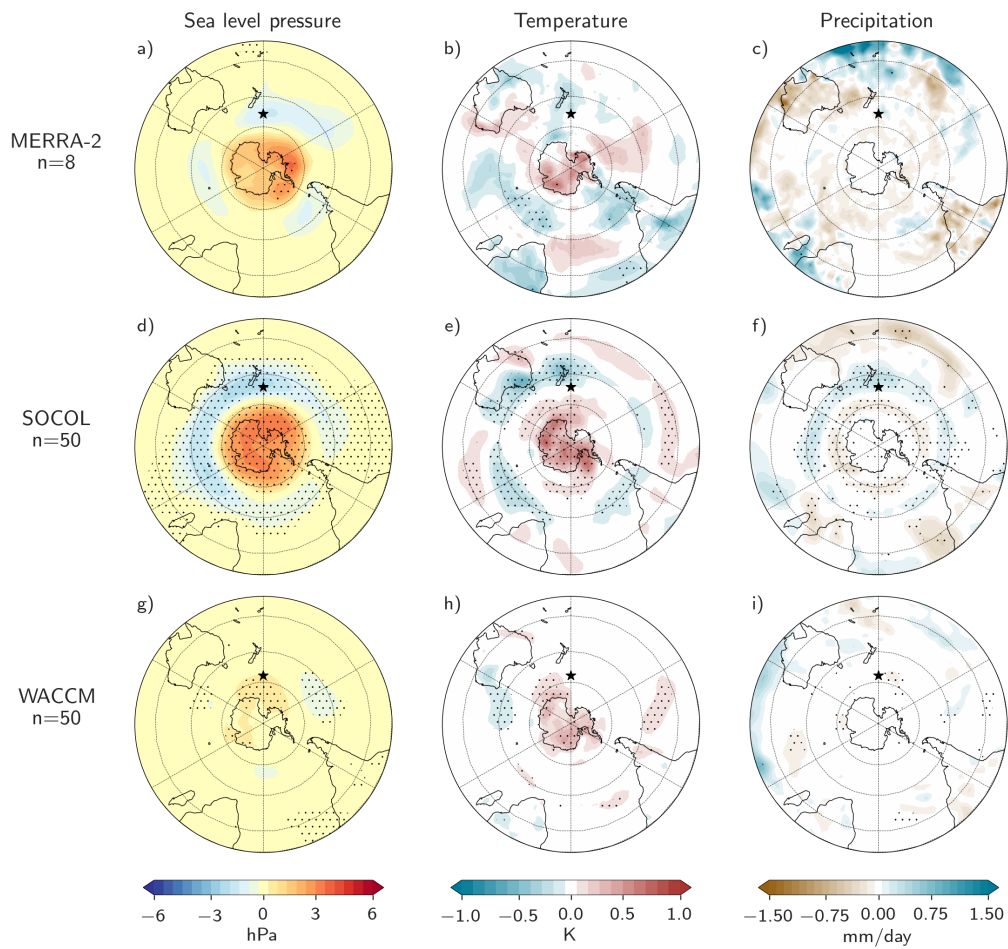 Sea level pressure
Temperature
Precipitation
a)
b)
c)
MERRA-2
n=8
d)
e)
f)
SOCOL
n=50
g)
h)
i)
WACCM
n=50
−6
−3
0
3
6
hPa
−1.0
−0.5
0.0
0.5
1.0
K
−1.50
−0.75
0.00
0.75
1.50
mm/day